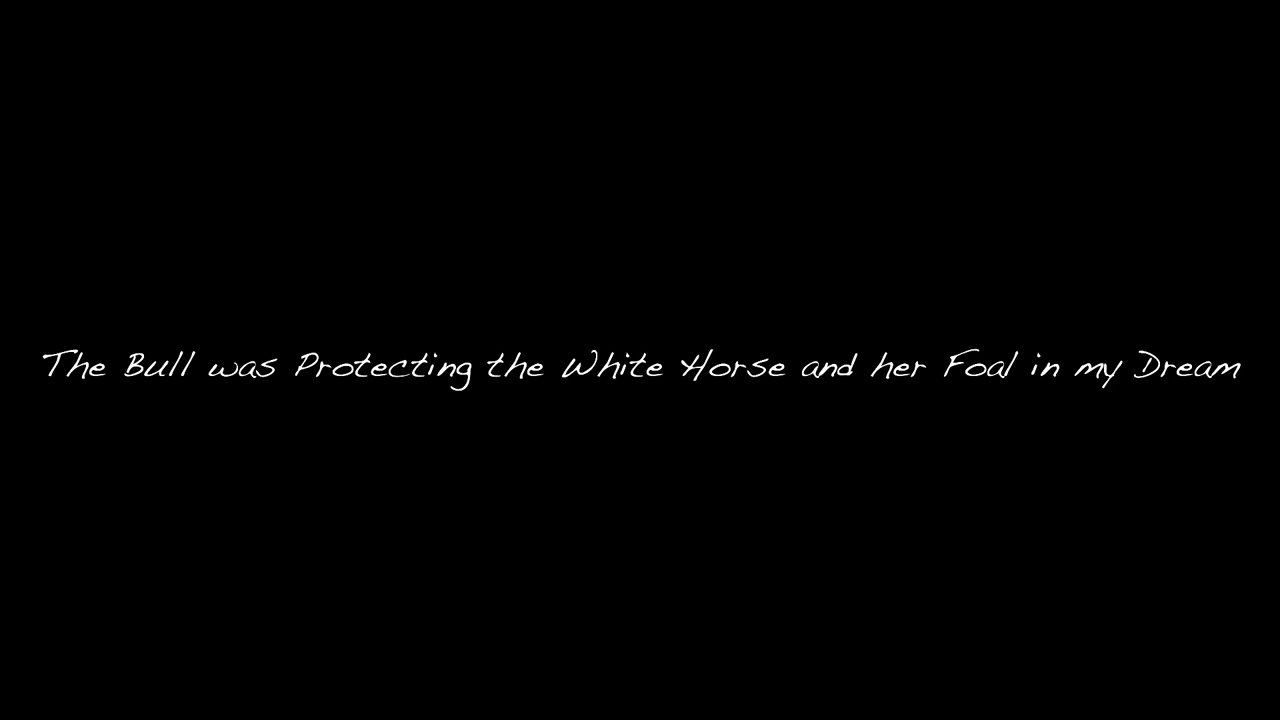 The Bull was Protecting the White Horse and her Foal in my Dream